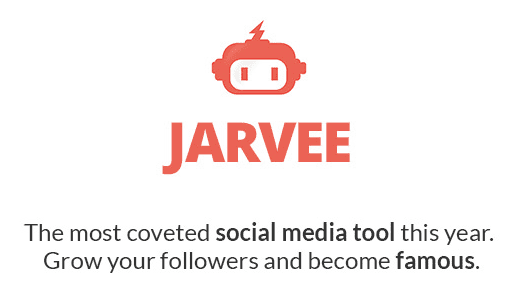 JARVEE
The most coveted social media tool this year.
Grow your followers and become famous.